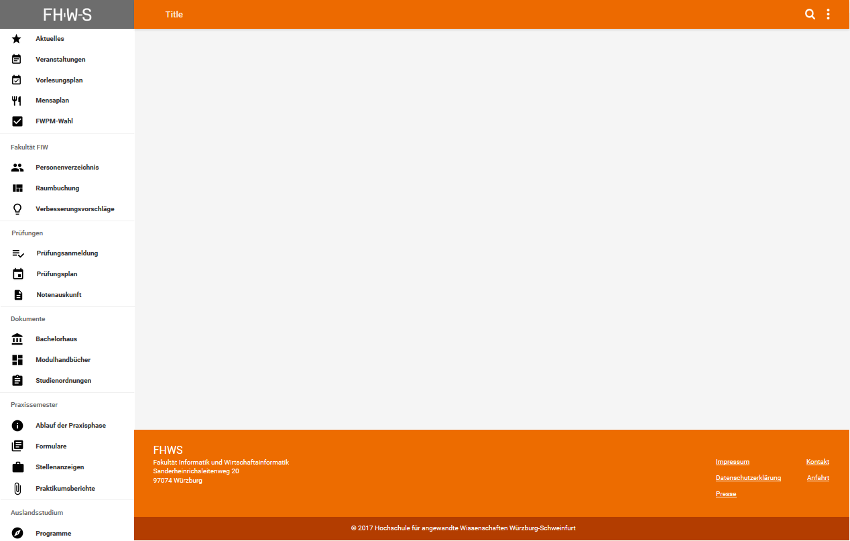 FH·W-S
Title
Aktuelles
Veranstaltungen
Vorlesungsplan
Mensaplan
FWPM-Wahl
Fakultät FIW
Personenverzeichnis
Raumbuchung
Verbesserungsvorschläge
Prüfungen
Prüfungsanmeldung
Prüfungsplan
Notenauskunft
Dokumente
Bachelorhaus
Modulhandbücher
Studienordnungen
Praxissemester
Ablauf der Praxisphase
Formulare
Stellenanzeigen
Praktikumsberichte
Auslandsstudium
Programme
FHWS
Fakultät Informatik und Wirtschaftsinformatik
Sanderheinrichsleitenweg 20
97074 Würzburg
Impressum
Datenschutzerklärung
Presse
Kontakt
Anfahrt
© 2017 Hochschule für angewandte Wissenschaften Würzburg-Schweinfurt